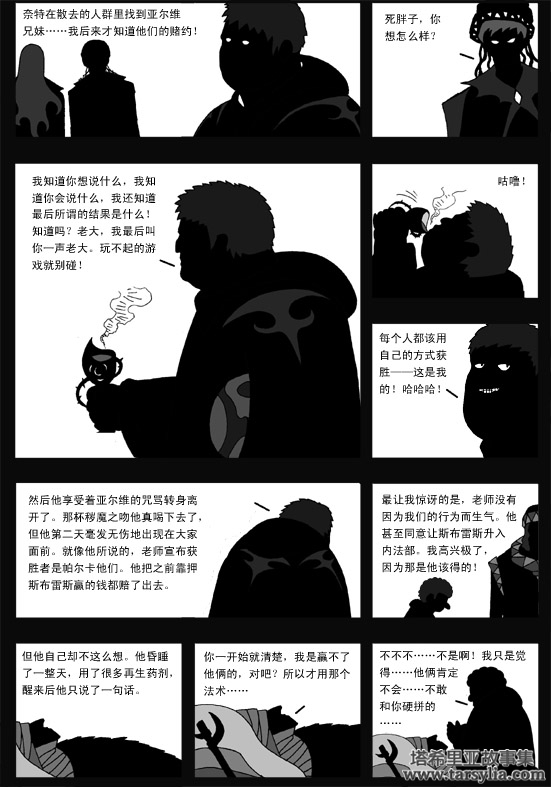 奈特在散去的人群里找到亚尔维
兄妹……我后来才知道他们的赌约！
死胖子，你
想怎么样？
我知道你想说什么，我知
道你会说什么，我还知道
最后所谓的结果是什么！
知道吗？老大，我最后叫
你一声老大。玩不起的游
戏就别碰！
咕噜！
每个人都该用
自己的方式获
胜——这是我
的！哈哈哈！
然后他享受着亚尔维的咒骂转身离
开了。那杯秽魔之吻他真喝下去了，
但他第二天毫发无伤地出现在大家
面前。就像他所说的，老师宣布获
胜者是帕尔卡他们。他把之前靠押
斯布雷斯赢的钱都赔了出去。
最让我惊讶的是，老师没有
因为我们的行为而生气。他
甚至同意让斯布雷斯升入
内法部。我高兴极了，
因为那是他该得的！
但他自己却不这么想。他昏睡
了一整天，用了很多再生药剂，
醒来后他只说了一句话。
你一开始就清楚，我是赢不了
他俩的，对吧？所以才用那个
法术……
不不不……不是啊！我只是觉
得……他俩肯定
不会……不敢
和你硬拼的
……
塔希里亚故事集
www.tarsylia.com